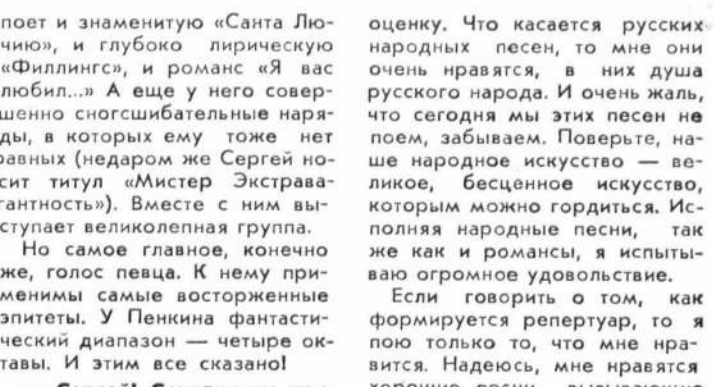 поет и знаменитую «Санта Лю-
чию», и глубоко лирическую
«Филлингс», и романс «Я вас
любил...» А еще у него совер-
шенно сногсшибательные наря-
ды, в которых ему тоже нет
равных (недаром же Сергей но-
сит титул «Мистер Экстрава-
гантность»). Вместе с ним вы-
ступает великолепная группа.
Но самое главное, конечно
же, голос певца. К нему при-
менимы самые восторженные
эпитеты. У Пенкина фантасти-
ческий диапазон — четыре ок-
тавы. И этим все сказано!
оценку. Что касается русских
народных песен, то мне они
очень нравятся, в них душа
русского народа. И очень жаль,
что сегодня мы этих песен не
поем, забываем. Поверьте, на-
ше народное искусство — ве-
ликое, бесценное искусство,
которым можно гордиться. Ис-
полняя народные песни, так
же как и романсы, я испыты-
ваю огромное удовольствие.
Если говорить о том, как
формируется репертуар, то я
пою только то, что мне нра-
вится. Надеюсь, мне нравятся
хорошие песни, вызывающие